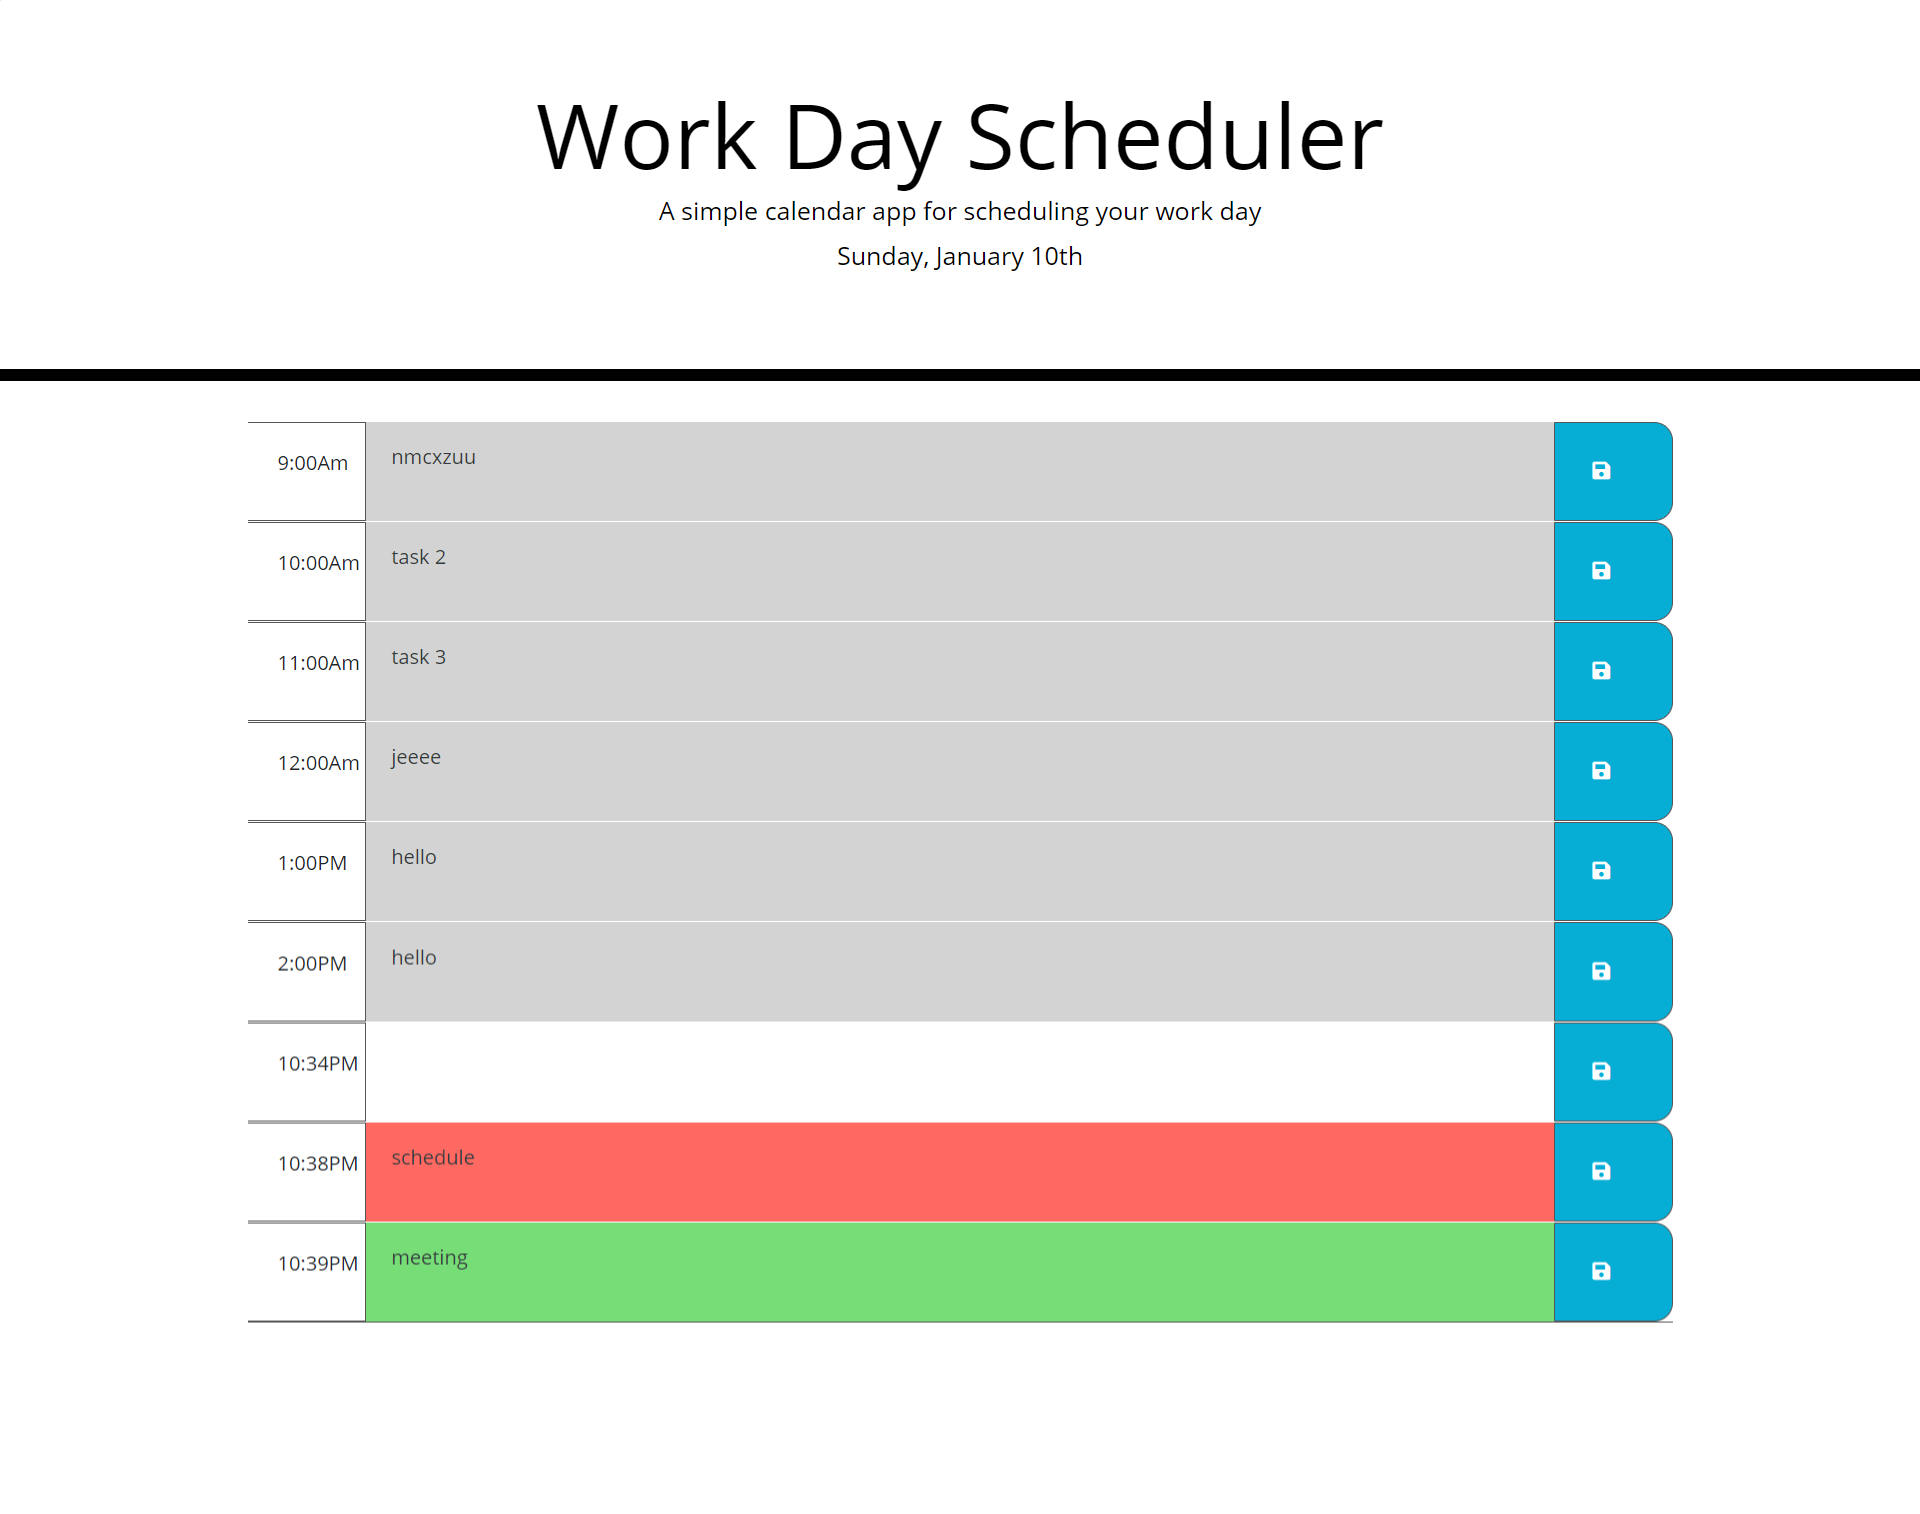 Work Day Scheduler
A simple calendar app for scheduling your work day
Sunday, January 10th
9:00Am nmcxzuu
10:00Am task 2
11:00Am task 3
12:00Am jeeee
1:00PM hello
2:00PM hello
10:34PM
10:38PM schedule
10:39PM meeting